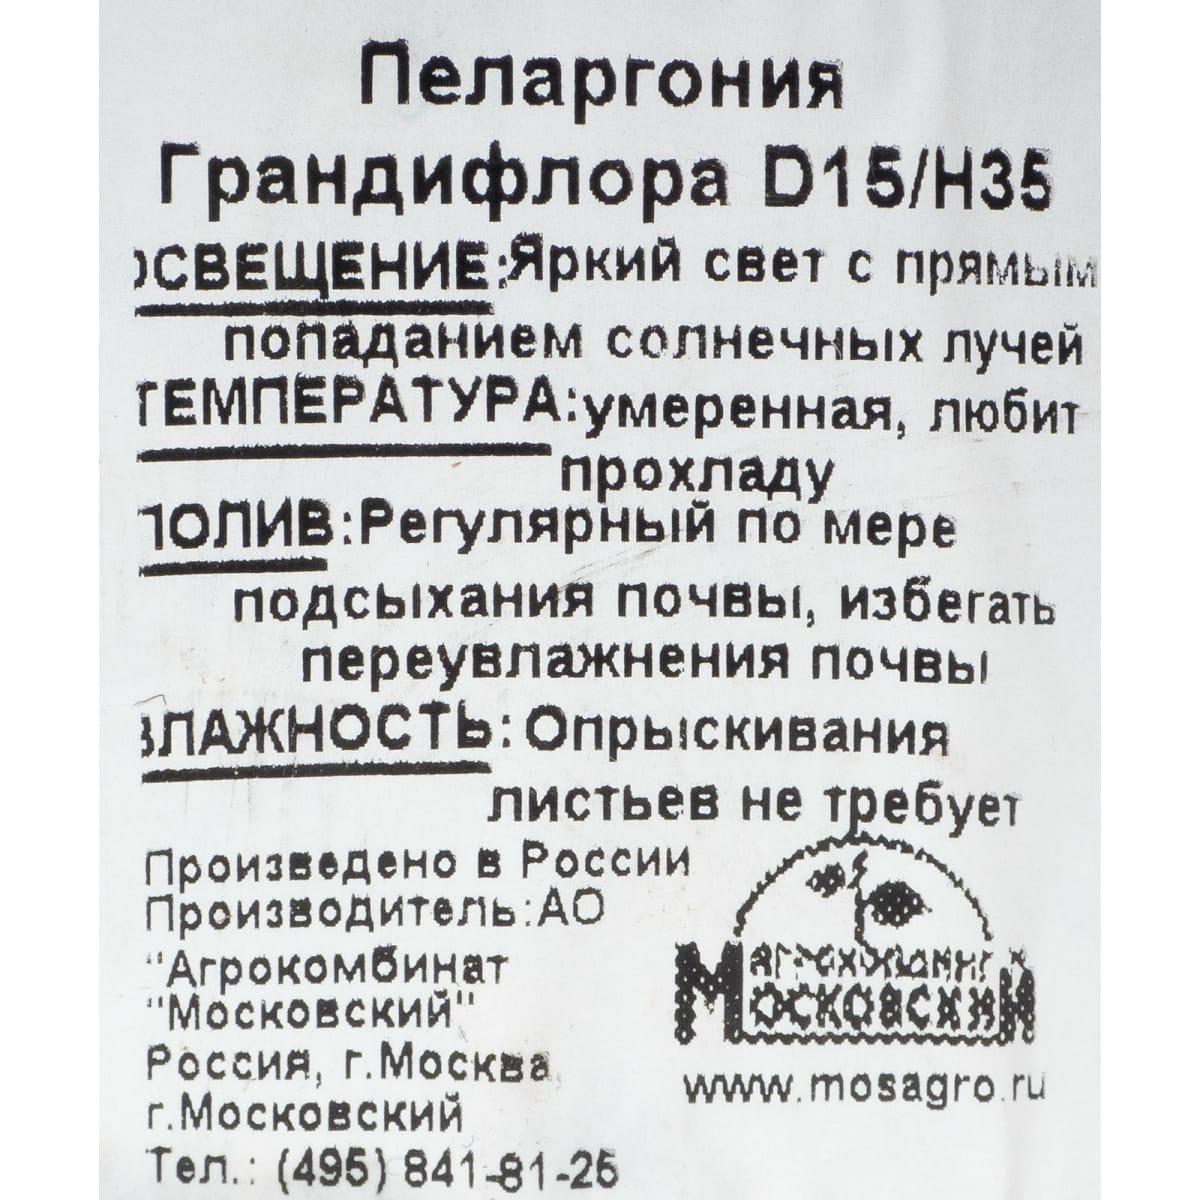 Пеларгония
Грандифлора D15/H35
ОСВЕЩЕНИЕ:Яркий свет с прямым
попаданием солнечных лучей
ТЕМПЕРАТУРА:умеренная, любит
прохладу
ПОЛИВ:Регулярный по мере
подсыхания почвы, избегать
переувлажнения почвы
ВЛАЖНОСТЬ: Опрыскивания
листьев не требует
Произведено в России
Производитель:АО
"Агрокомбинат
"Московский"
Россия, г.Москва,
г.Московский
Тел.: (495) 841-81-26
АГРОКОМБИНАТ
МОСКОВСКИЙ
www.mosagro.ru